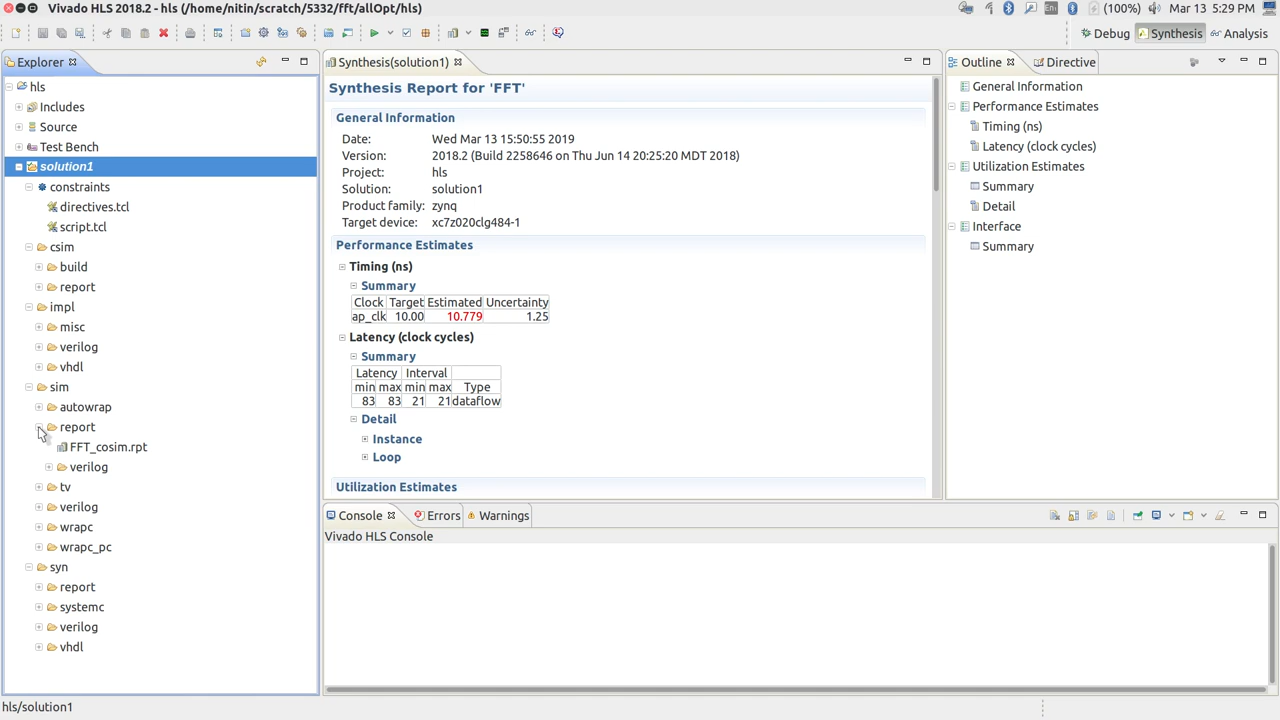 Vivado HLS 2018.2 - hls (/home/nitin/scratch/5332/fft/allOpt/hls)
En (100%) Mar 13 5:29 PM
Debug Synthesis Analysis
Explorer
hls
Includes
Source
Test Bench
solution1
constraints
directives.tcl
script.tcl
csim
build
report
impl
misc
verilog
vhdl
sim
autowrap
report
FFT_cosim.rpt
verilog
tv
verilog
wrapc
wrapc_pc
syn
report
systemc
verilog
vhdl
Synthesis(solution1)
Synthesis Report for 'FFT'
General Information
Date: Wed Mar 13 15:50:55 2019
Version: 2018.2 (Build 2258646 on Thu Jun 14 20:25:20 MDT 2018)
Project: hls
Solution: solution1
Product family: zynq
Target device: xc7z020clg484-1
Performance Estimates
Timing (ns)
Summary
Clock Target Estimated Uncertainty
ap_clk 10.00 10.779 1.25
Latency (clock cycles)
Summary
Latency Interval
min max min max Type
83 83 21 21 dataflow
Detail
Instance
Loop
Utilization Estimates
Outline Directive
General Information
Performance Estimates
Timing (ns)
Latency (clock cycles)
Utilization Estimates
Summary
Detail
Interface
Summary
Console Errors Warnings
Vivado HLS Console
hls/solution1